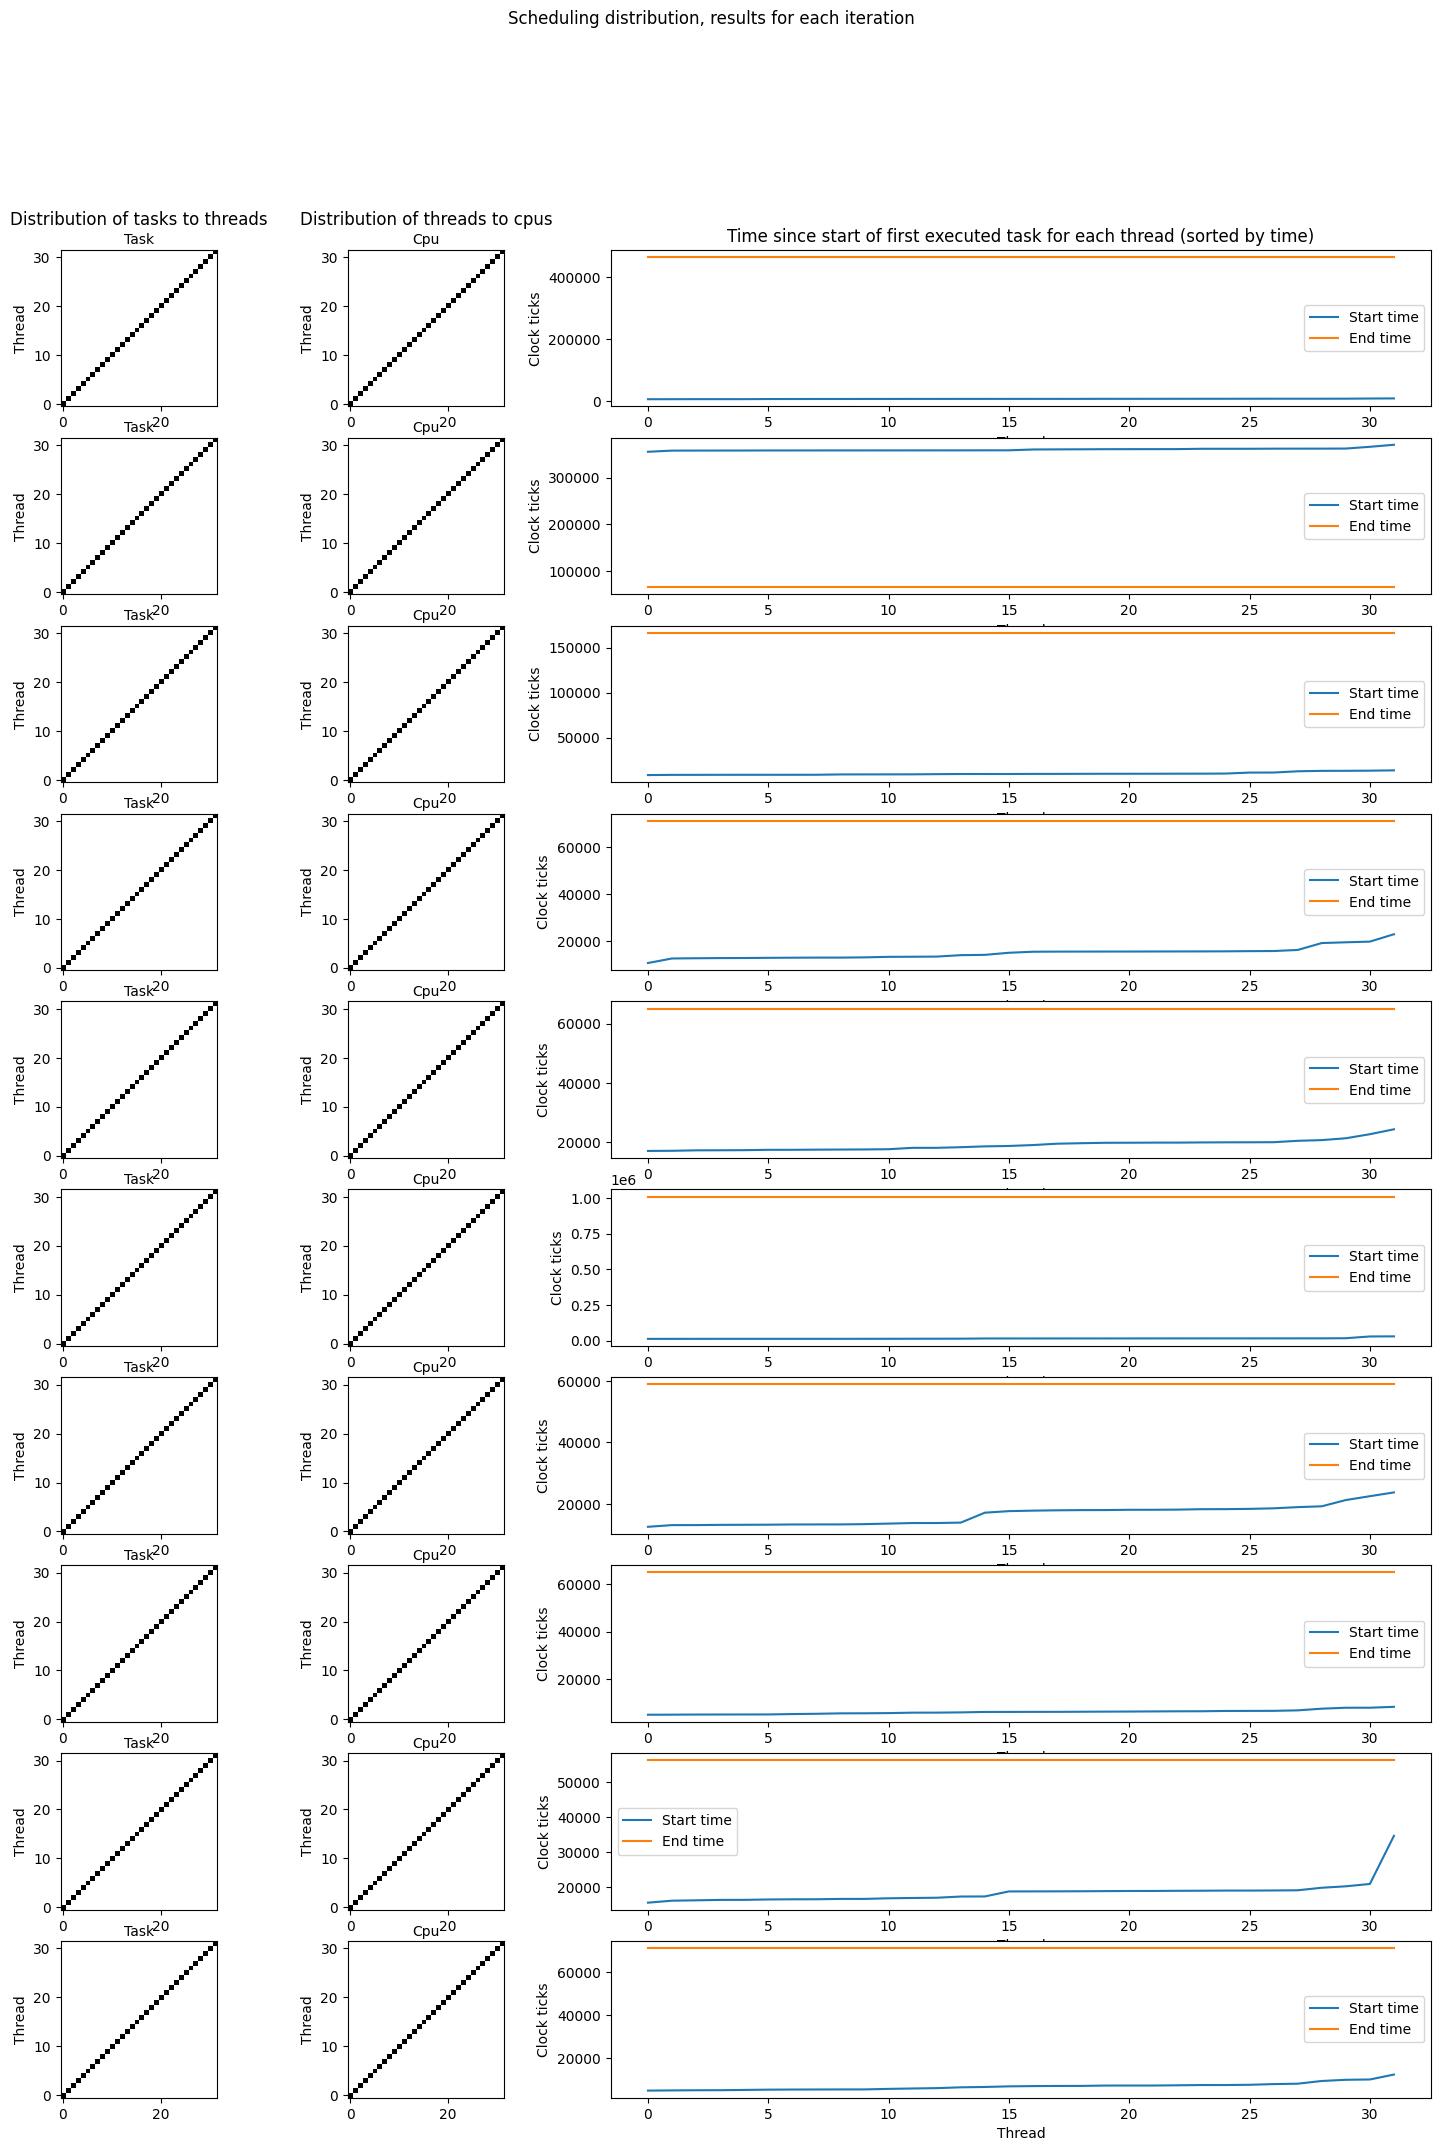 Scheduling distribution, results for each iteration
Distribution of tasks to threads
Distribution of threads to cpus
Time since start of first executed task for each thread (sorted by time)
Task
Thread
30
20
10
0
0 20
Cpu
Thread
30
20
10
0
0 20
Clock ticks
400000
200000
0
Start time
End time
0 5 10 15 20 25 30
Task
Thread
30
20
10
0
0 20
Cpu
Thread
30
20
10
0
0 20
Clock ticks
300000
200000
100000
Start time
End time
0 5 10 15 20 25 30
Task
Thread
30
20
10
0
0 20
Cpu
Thread
30
20
10
0
0 20
Clock ticks
150000
100000
50000
Start time
End time
0 5 10 15 20 25 30
Task
Thread
30
20
10
0
0 20
Cpu
Thread
30
20
10
0
0 20
Clock ticks
60000
40000
20000
Start time
End time
0 5 10 15 20 25 30
Task
Thread
30
20
10
0
0 20
Cpu
Thread
30
20
10
0
0 20
Clock ticks
60000
40000
20000
Start time
End time
0 5 10 15 20 25 30
Task
Thread
30
20
10
0
0 20
Cpu
Thread
30
20
10
0
0 20
1e6
Clock ticks
1.00
0.75
0.50
0.25
0.00
Start time
End time
0 5 10 15 20 25 30
Task
Thread
30
20
10
0
0 20
Cpu
Thread
30
20
10
0
0 20
Clock ticks
60000
40000
20000
Start time
End time
0 5 10 15 20 25 30
Task
Thread
30
20
10
0
0 20
Cpu
Thread
30
20
10
0
0 20
Clock ticks
60000
40000
20000
Start time
End time
0 5 10 15 20 25 30
Task
Thread
30
20
10
0
0 20
Cpu
Thread
30
20
10
0
0 20
Clock ticks
50000
40000
30000
20000
Start time
End time
0 5 10 15 20 25 30
Task
Thread
30
20
10
0
0 20
Cpu
Thread
30
20
10
0
0 20
Clock ticks
60000
40000
20000
Start time
End time
0 5 10 15 20 25 30
Thread